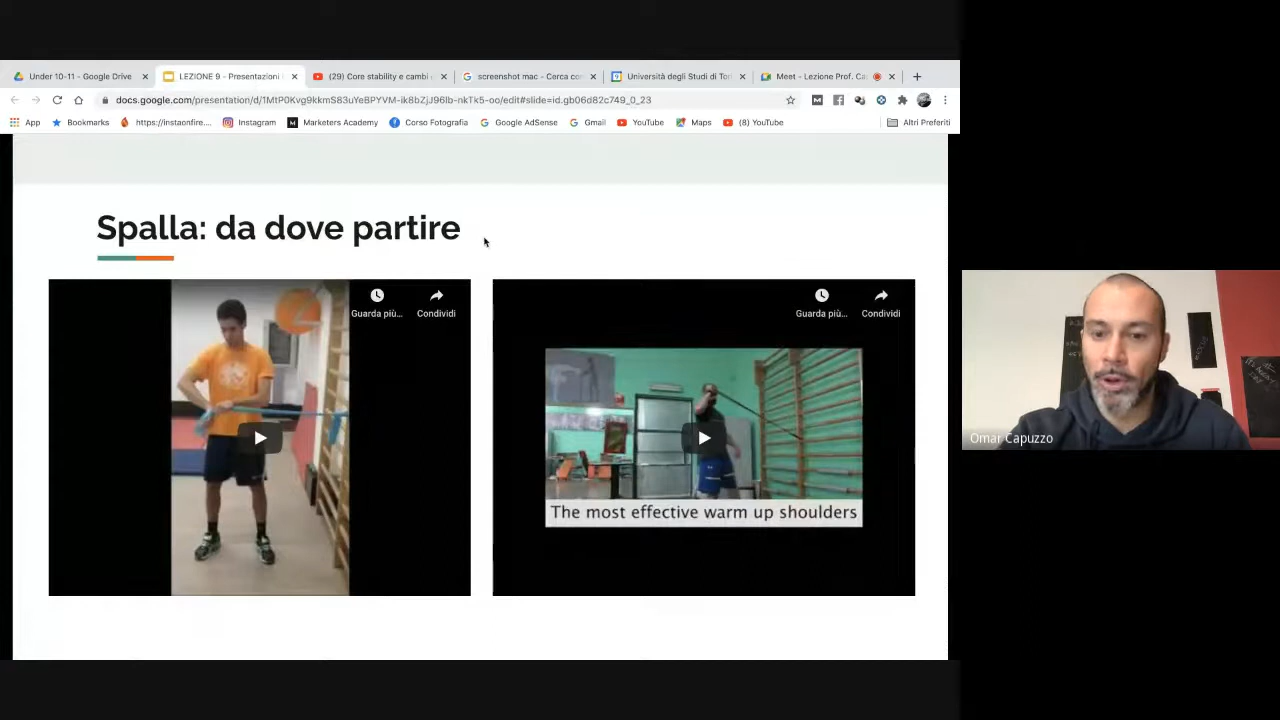 Under 10-11 - Google Drive
LEZIONE 9 - Presentazioni
(29) Core stability e cambi
screenshot mac - Cerca co
Università degli Studi di Tor
Meet - Lezione Prof. Ca
docs.google.com/presentation/d/1MtP0Kvg9kkmS83uYeBPYVM-ik8bZjJ96lb-nkTk5-oo/edit#slide=id.gb06d82c749_0_23
App
Bookmarks
https://instaonfire....
Instagram
Marketers Academy
Corso Fotografia
Google AdSense
Gmail
YouTube
Maps
(8) YouTube
Altri Preferiti
Spalla: da dove partire
Guarda più...
Condividi
Guarda più...
Condividi
The most effective warm up shoulders
Omar Capuzzo